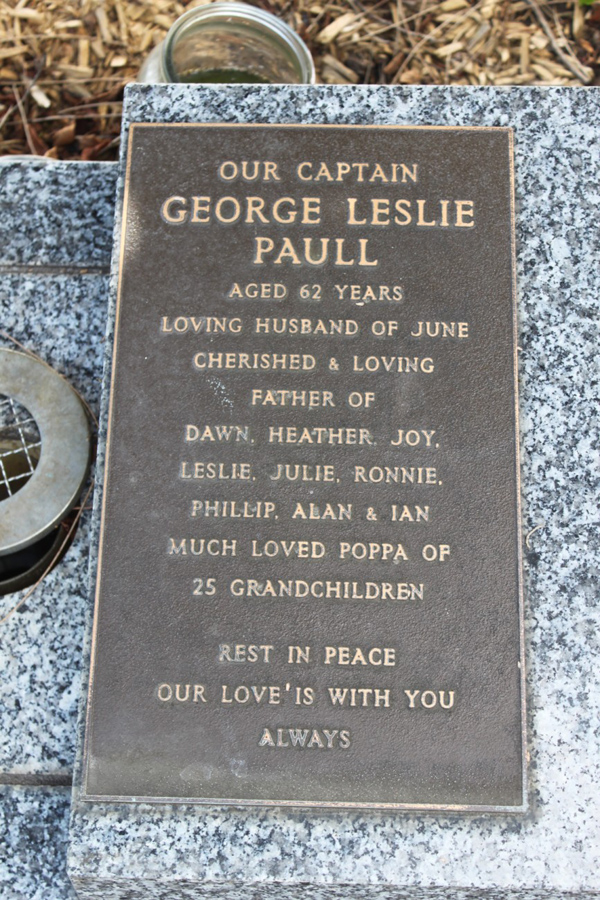 OUR CAPTAIN
GEORGE LESLIE
PAULL
AGED 62 YEARS
LOVING HUSBAND OF JUNE
CHERISHED & LOVING
FATHER OF
DAWN, HEATHER, JOY,
LESLIE, JULIE, RONNIE,
PHILLIP, ALAN & IAN
MUCH LOVED POPPA OF
25 GRANDCHILDREN
REST IN PEACE
OUR LOVE'IS WITH YOU
ALWAYS